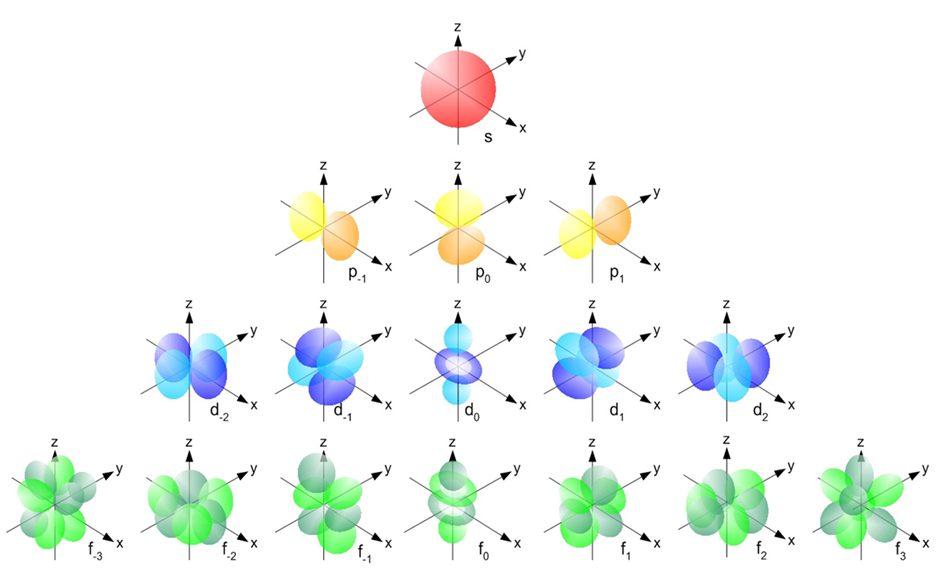 z
y
x
s
z z z
y y y
x x x
p-1 p0 p1
z z z z z
y y y y y
x x x x x
d-2 d-1 d0 d1 d2
z z z z z z z
y y y y y y y
x x x x x x x
f-3 f-2 f-1 f0 f1 f2 f3